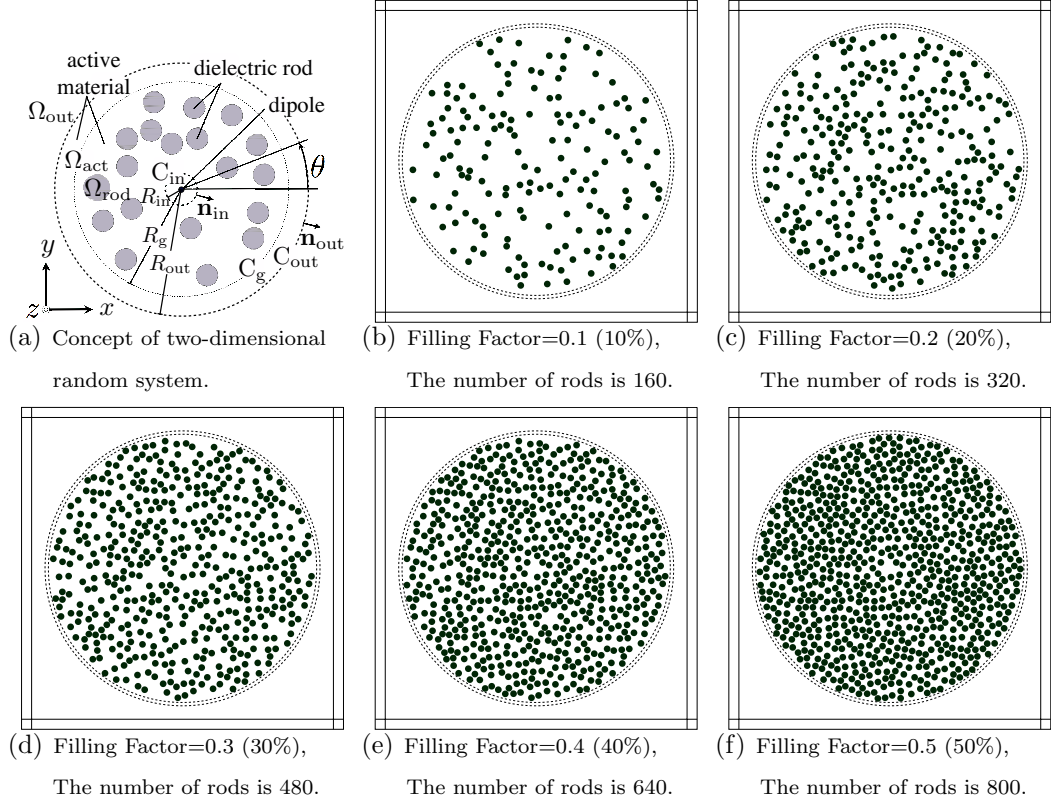 active
material
dielectric rod
dipole
Ω_out
Ω_act
Ω_rod
C_in
R_in
n_in
θ
R_g
R_out
C_g
C_out
n_out
y
z
x
(a) Concept of two-dimensional
random system.
(b) Filling Factor=0.1 (10%),
The number of rods is 160.
(c) Filling Factor=0.2 (20%),
The number of rods is 320.
(d) Filling Factor=0.3 (30%),
The number of rods is 480.
(e) Filling Factor=0.4 (40%),
The number of rods is 640.
(f) Filling Factor=0.5 (50%),
The number of rods is 800.